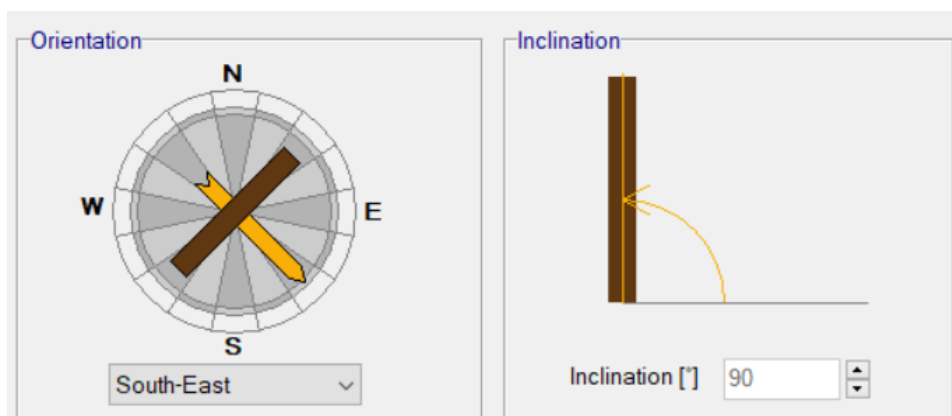 Orientation
N
W
E
S
South-East
Inclination
Inclination [°] 90